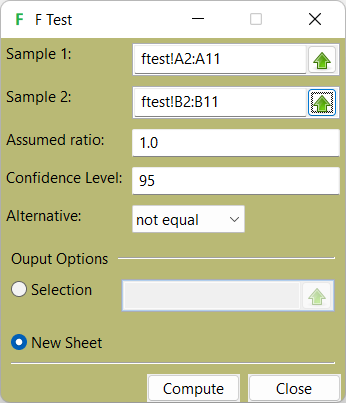 F F Test
Sample 1: ftest!A2:A11
Sample 2: ftest!B2:B11
Assumed ratio: 1.0
Confidence Level: 95
Alternative: not equal
Ouput Options
Selection
New Sheet
Compute Close